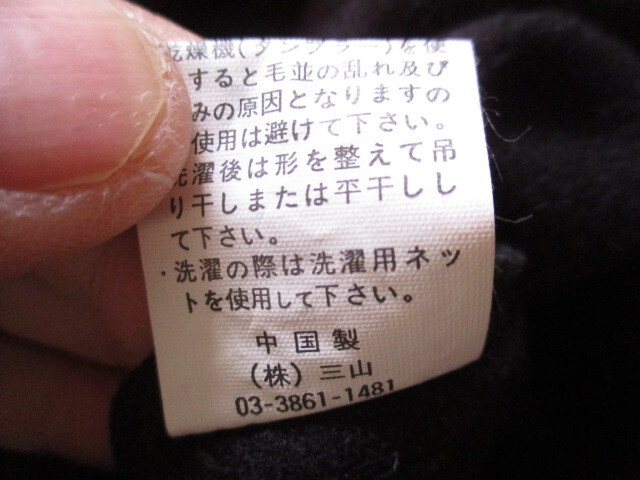 乾燥機(タンブラー)を使
すると毛並の乱れ及び
みの原因となりますの
使用は避けて下さい。
洗濯後は形を整えて吊
り干しまたは平干しし
て下さい。
・洗濯の際は洗濯用ネッ
トを使用して下さい。
中国製
(株)三山
03-3861-1481